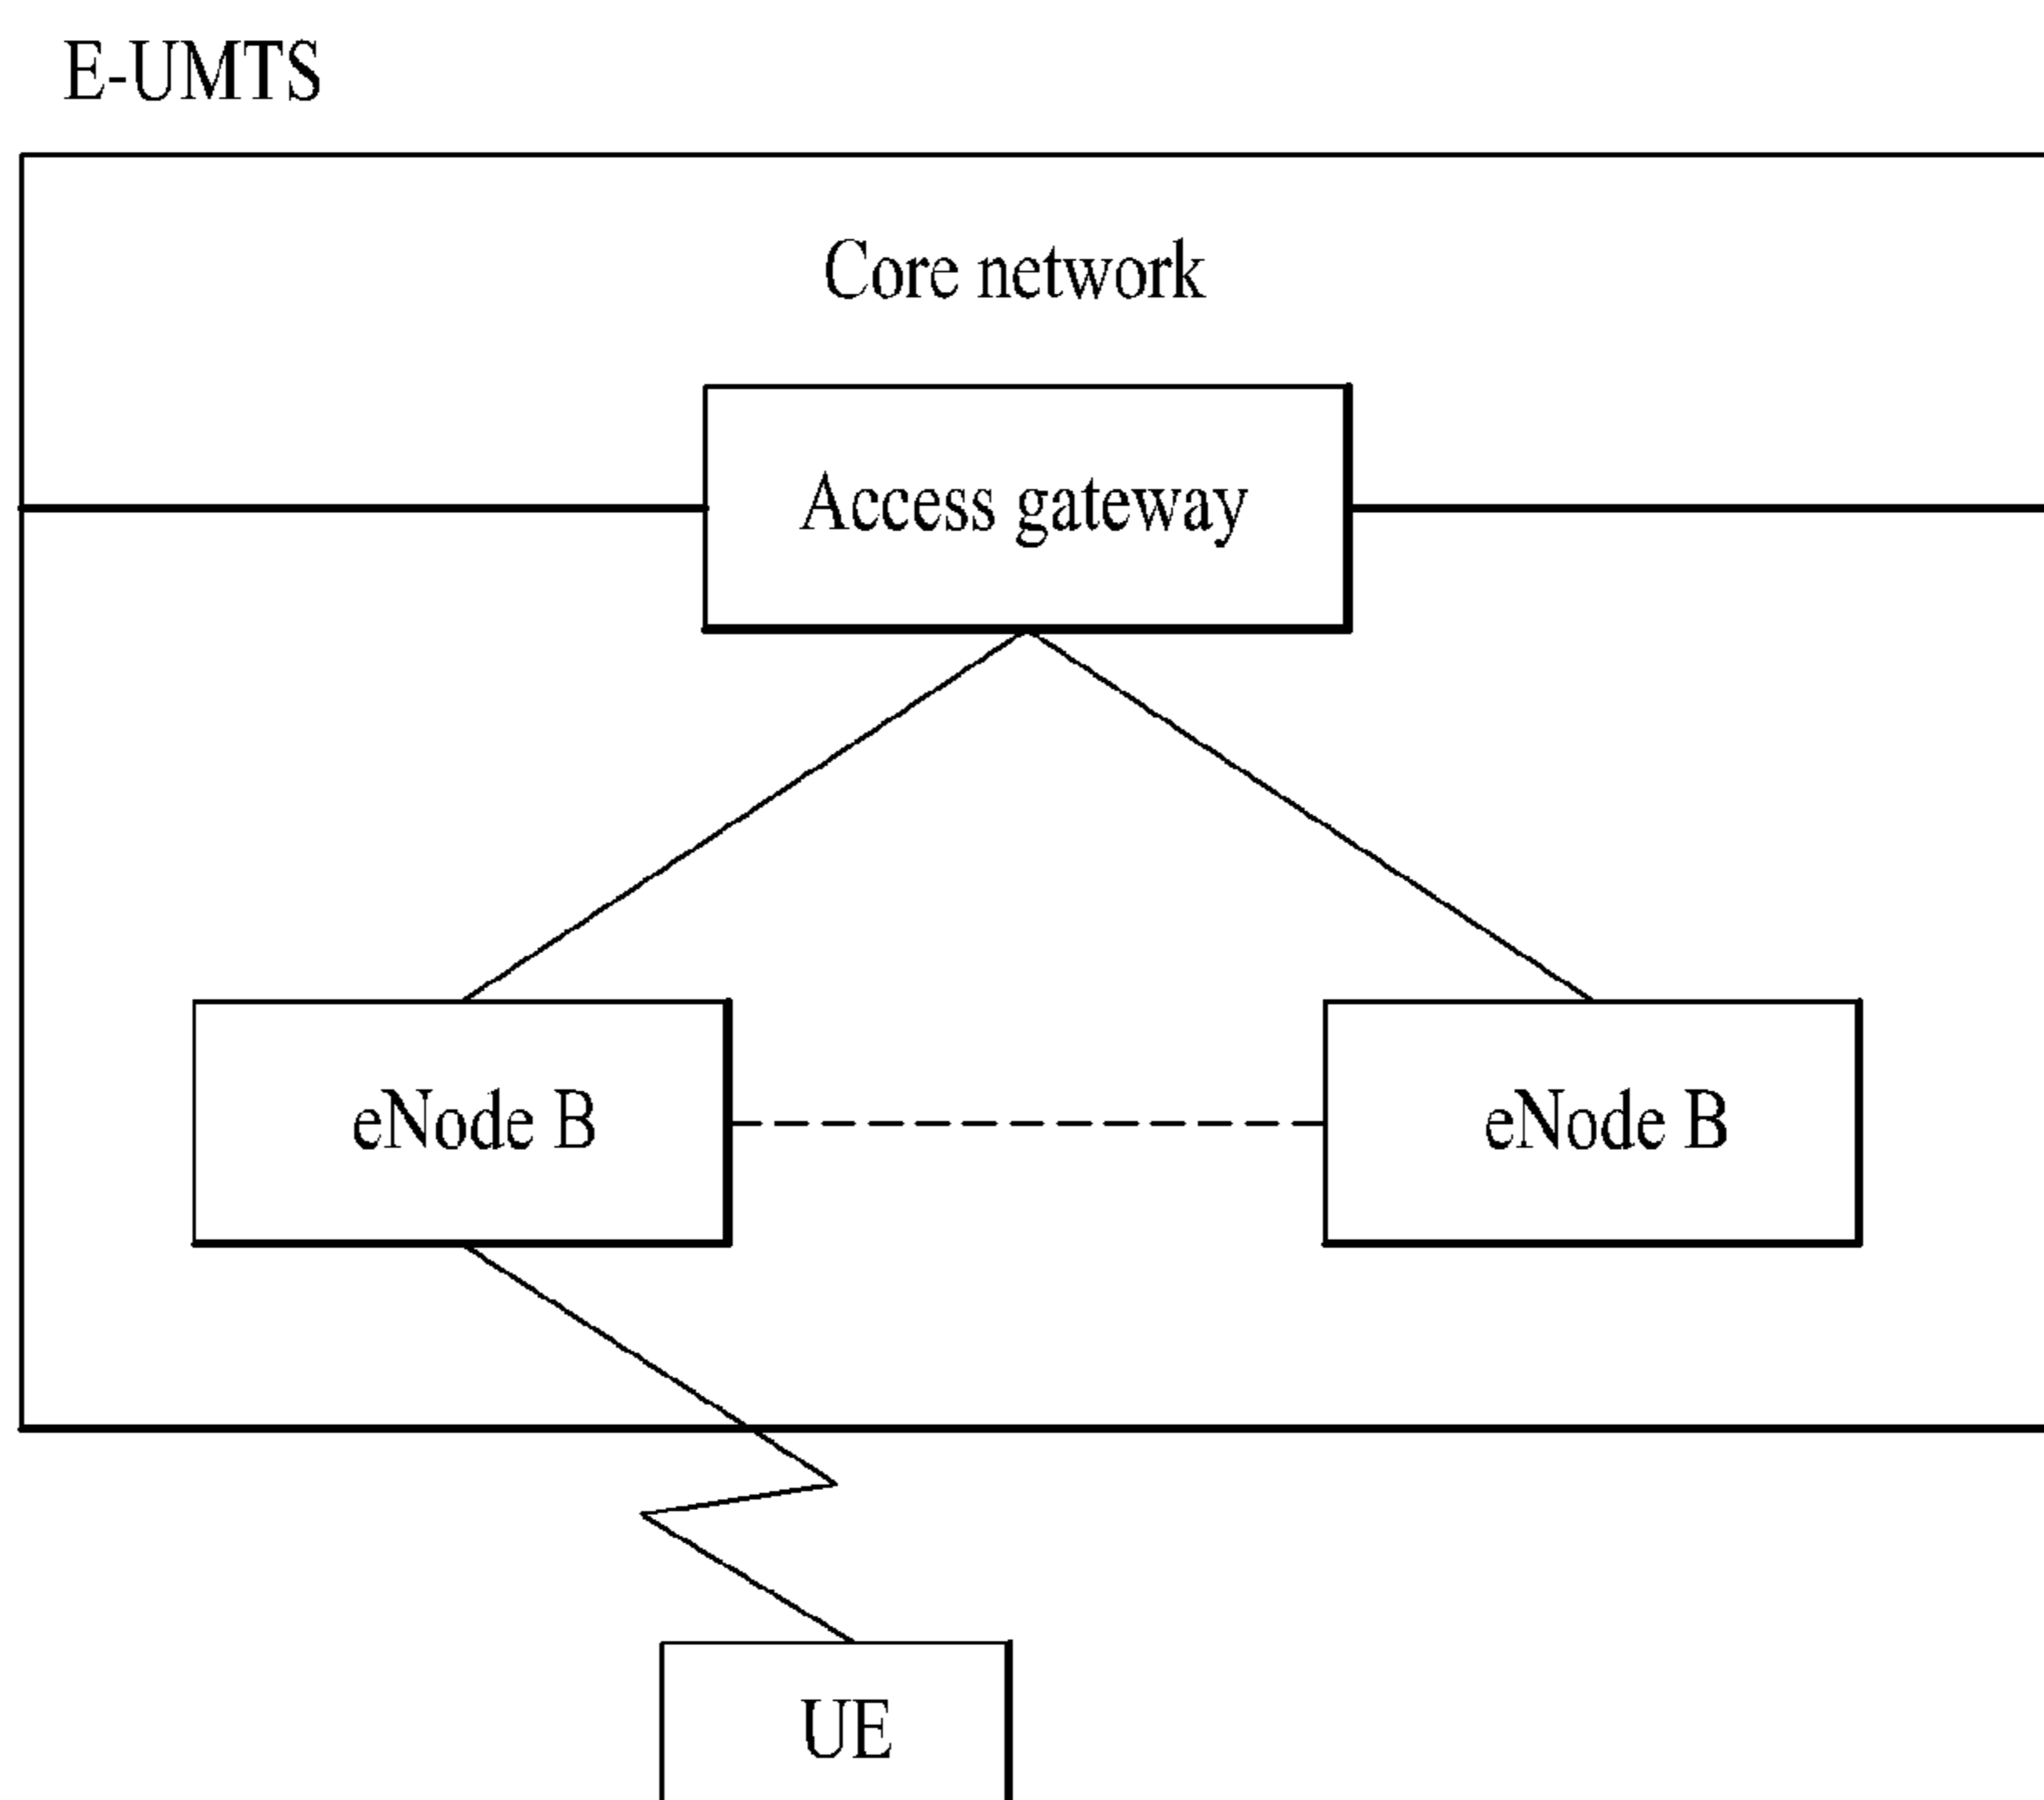 E-UMTS
Core network
Access gateway
eNode B
eNode B
UE